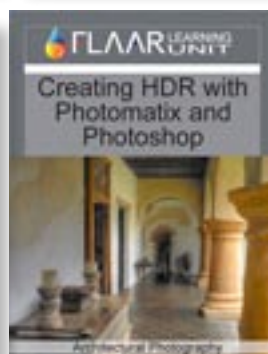 FLAAR LEARNING
UNIT
Creating HDR with
Photomatix and
Photoshop
Architectural Photography